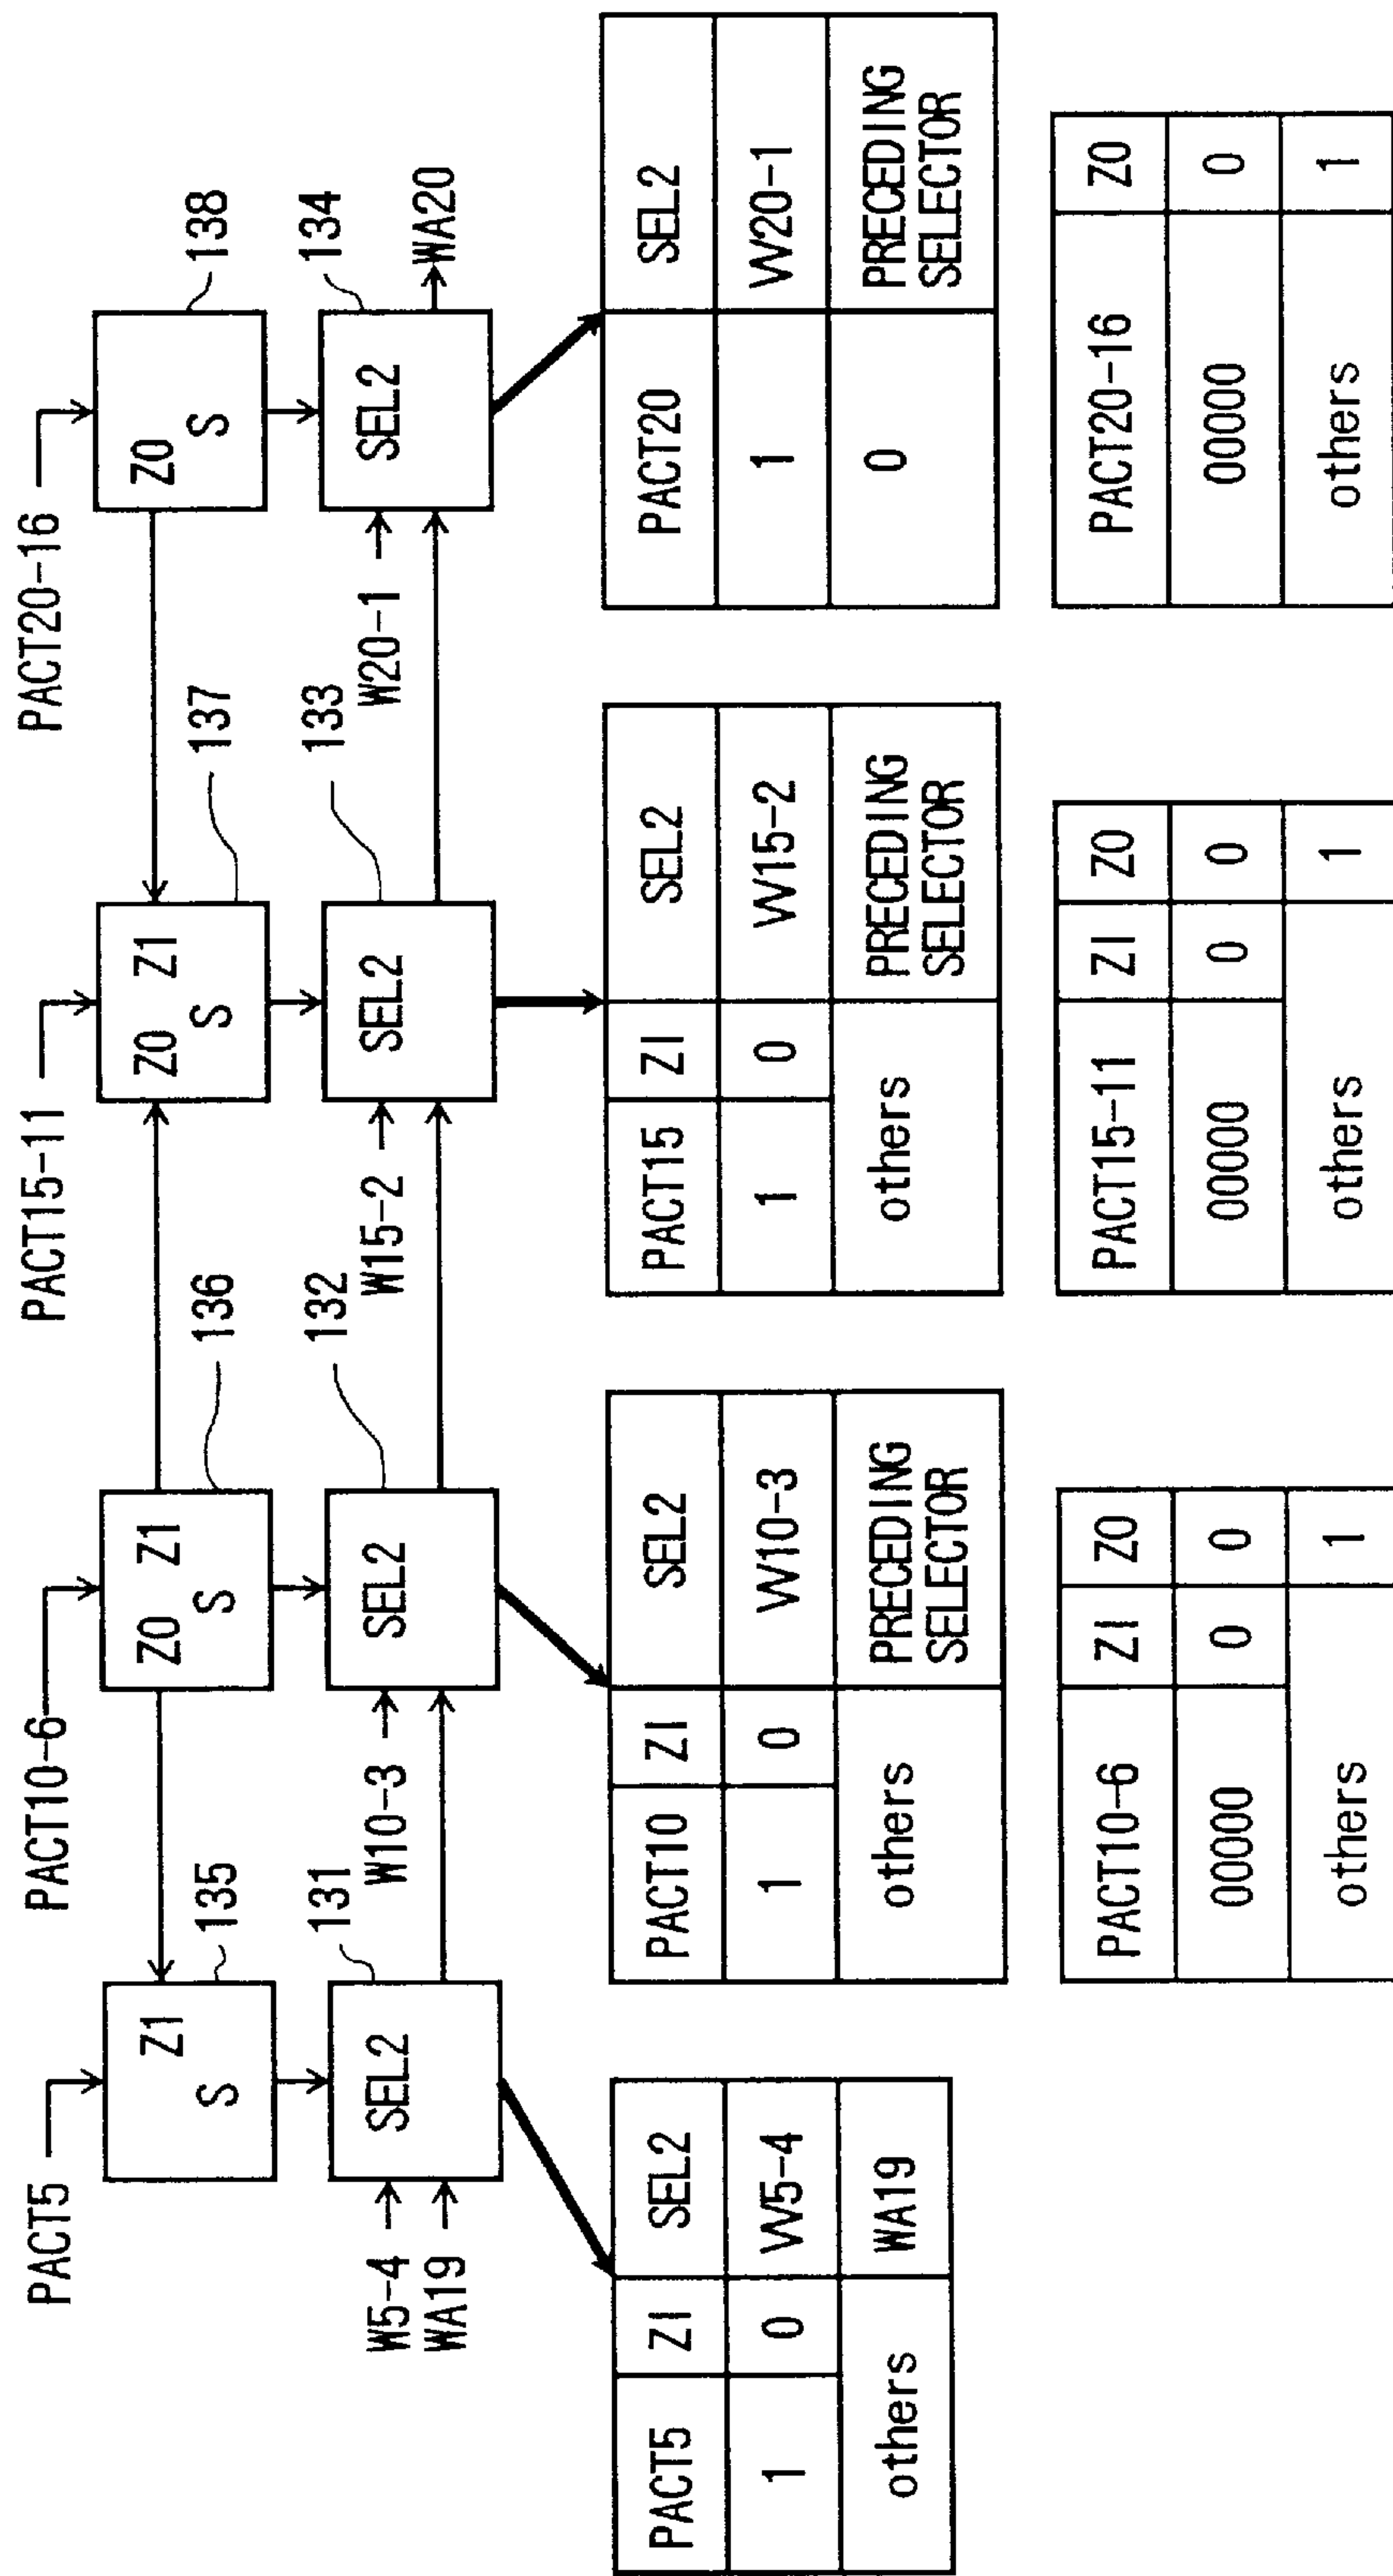 PACT5
PACT10-6
PACT15-11
PACT20-16
Z1
S
135
Z0 Z1
S
136
Z0 Z1
S
137
Z0
S
138
W5-4
WA19
SEL2
131
W10-3
SEL2
132
W15-2
SEL2
133
W20-1
SEL2
134
WA20
PACT5 ZI SEL2
1 0 W5-4
others WA19
PACT10 ZI SEL2
1 0 W10-3
others PRECEDING
SELECTOR
PACT15 ZI SEL2
1 0 W15-2
others PRECEDING
SELECTOR
PACT20 SEL2
1 W20-1
0 PRECEDING
SELECTOR
PACT10-6 ZI Z0
00000 0 0
others 1
PACT15-11 ZI Z0
00000 0 0
others 1
PACT20-16 Z0
00000 0
others 1